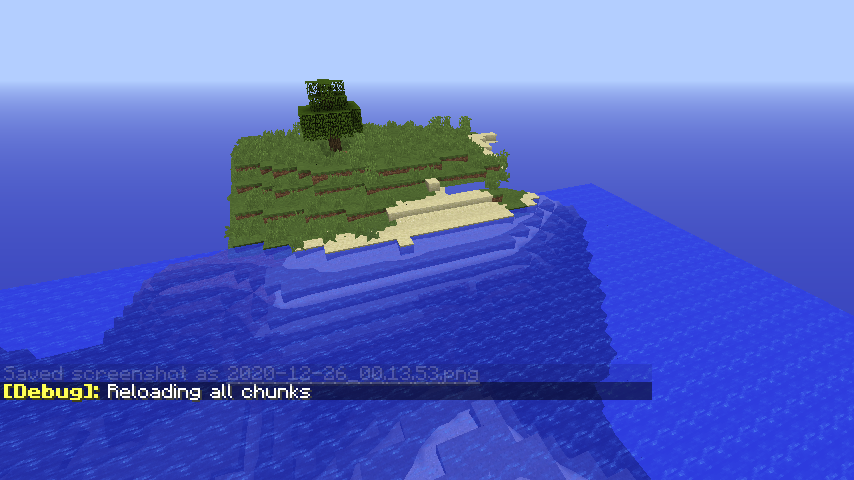 Saved screenshot as 2020-12-26_00.13.53.png
[Debug]: Reloading all chunks